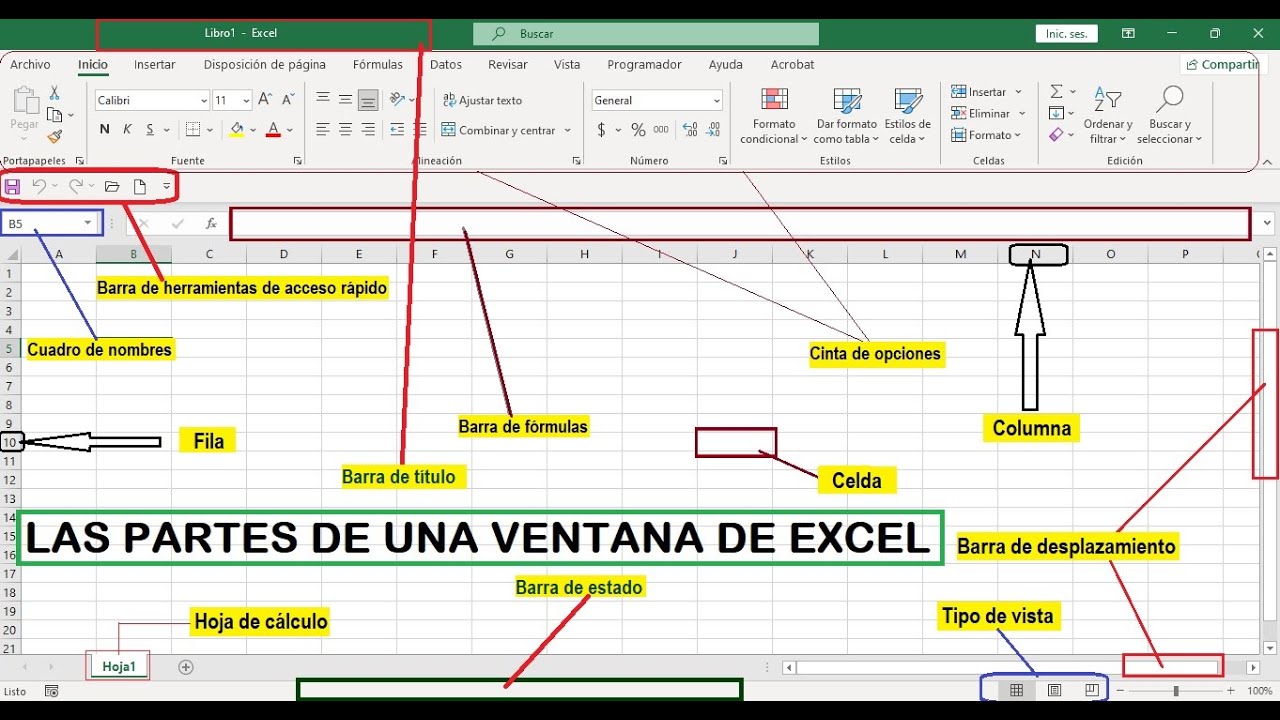 Libro1 - Excel
Buscar
Inic. ses.
Archivo Inicio Insertar Disposición de página Fórmulas Datos Revisar Vista Programador Ayuda Acrobat Compartir
Pegar
Calibri 11
N K S A
Ajustar texto
Combinar y centrar
General
$ % 000
Formato condicional
Dar formato como tabla
Estilos de celda
Insertar
Eliminar
Formato
Ordenar y filtrar
Buscar y seleccionar
Portapapeles Fuente Alineación Número Estilos Celdas Edición
B5 fx
A B C D E F G H I J K L M N O P
1
2
3
4
5
6
7
8
9
10
11
12
13
14
15
16
17
18
19
20
21
Barra de herramientas de acceso rápido
Cuadro de nombres
Cinta de opciones
Barra de fórmulas
Columna
Fila
Barra de título
Celda
LAS PARTES DE UNA VENTANA DE EXCEL
Barra de desplazamiento
Barra de estado
Hoja de cálculo
Tipo de vista
Hoja1
Listo
100%